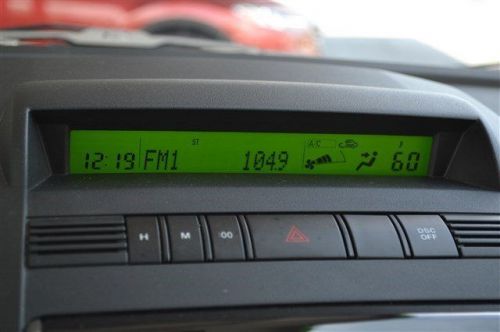 ST A/C
12:19 FM1 104.9 60
H M 00 DSC
OFF